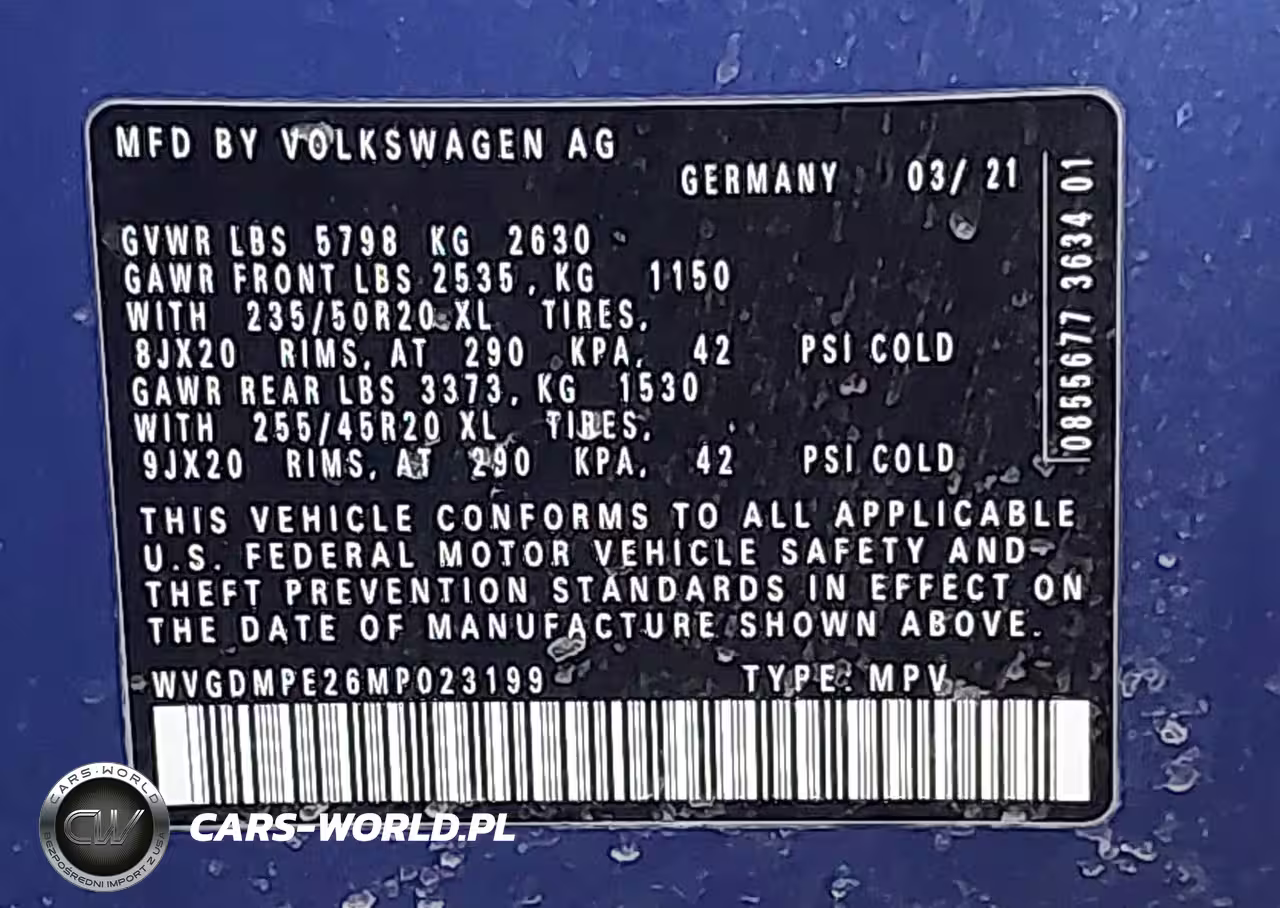 MFD BY VOLKSWAGEN AG
GERMANY 03/ 21
GVWR LBS 5798 KG 2630
GAWR FRONT LBS 2535, KG 1150
WITH 235/50R20 XL TIRES,
8JX20 RIMS, AT 290 KPA, 42 PSI COLD
GAWR REAR LBS 3373, KG 1530
WITH 255/45R20 XL TIRES,
9JX20 RIMS, AT 290 KPA, 42 PSI COLD
THIS VEHICLE CONFORMS TO ALL APPLICABLE
U.S. FEDERAL MOTOR VEHICLE SAFETY AND
THEFT PREVENTION STANDARDS IN EFFECT ON
THE DATE OF MANUFACTURE SHOWN ABOVE.
WVGDMPE26MP023199 TYPE: MPV
0855677 3634 01
CARS-WORLD
CW
BEZPOŚREDNI IMPORT Z USA
CARS-WORLD.PL